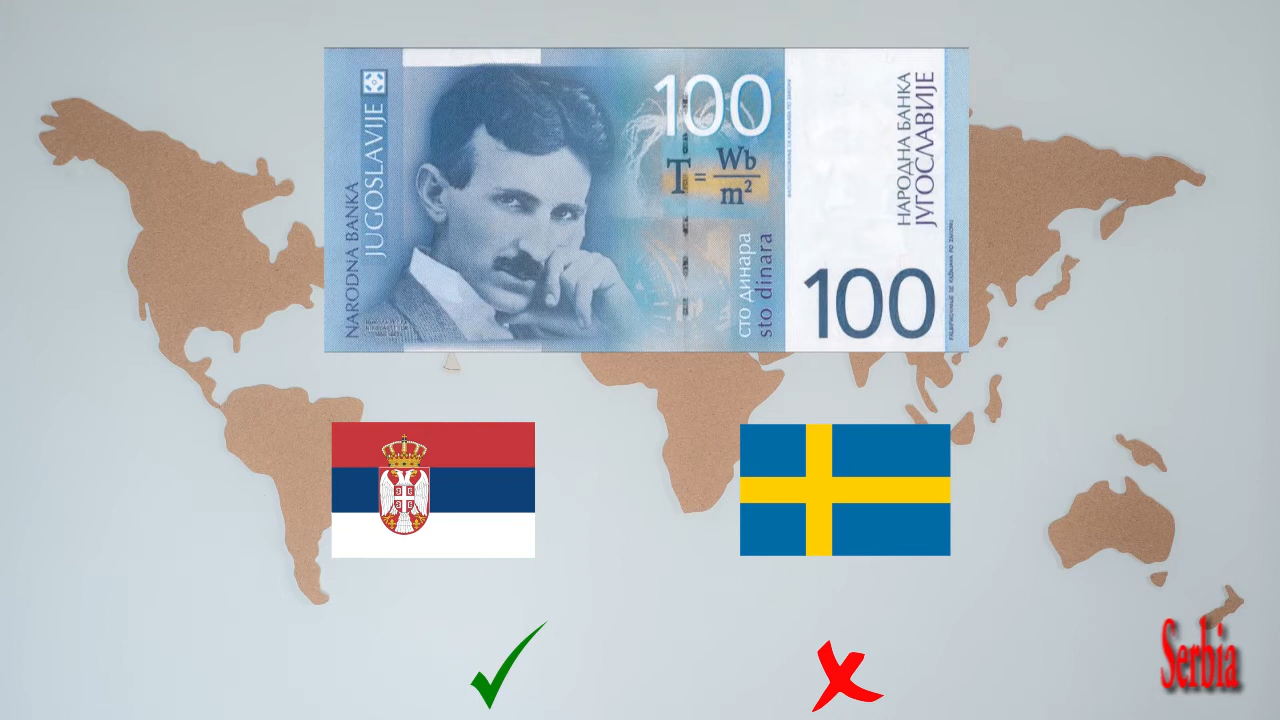 NARODNA BANKA
JUGOSLAVIJE
100
T = Wb
m²
сто динара
sto dinara
НАРОДНА БАНКА
ЈУГОСЛАВИЈЕ
100
Serbia